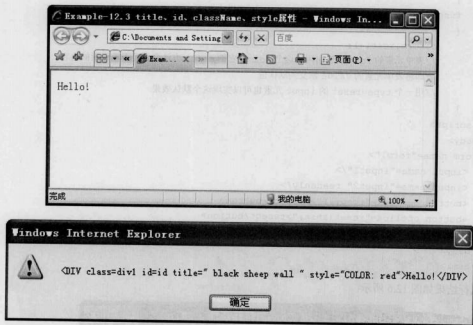 Example-12.3 title、id、className、style属性 - Windows In...
C:\Documents and Setting
百度
Exam...
页面(P)
»
Hello!
完成
我的电脑
100%
Windows Internet Explorer
<DIV class=div1 id=id title=" black sheep wall " style="COLOR: red">Hello!</DIV>
确定